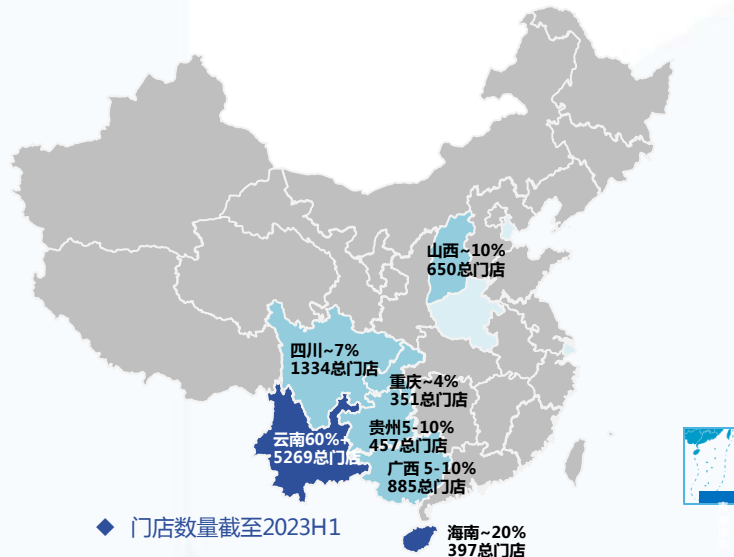 山西~10%
650总门店
四川~7%
1334总门店
重庆~4%
351总门店
云南60%+
5269总门店
贵州5-10%
457总门店
广西 5-10%
885总门店
◆ 门店数量截至2023H1
海南~20%
397总门店